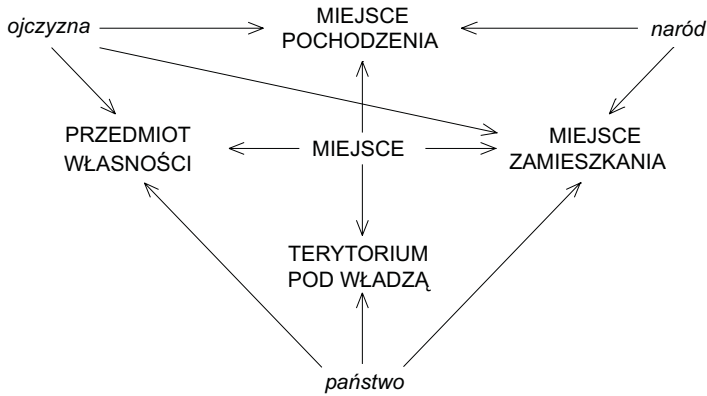 ojczyzna
MIEJSCE
POCHODZENIA
naród
PRZEDMIOT
WŁASNOŚCI
MIEJSCE
MIEJSCE
ZAMIESZKANIA
TERYTORIUM
POD WŁADZĄ
państwo